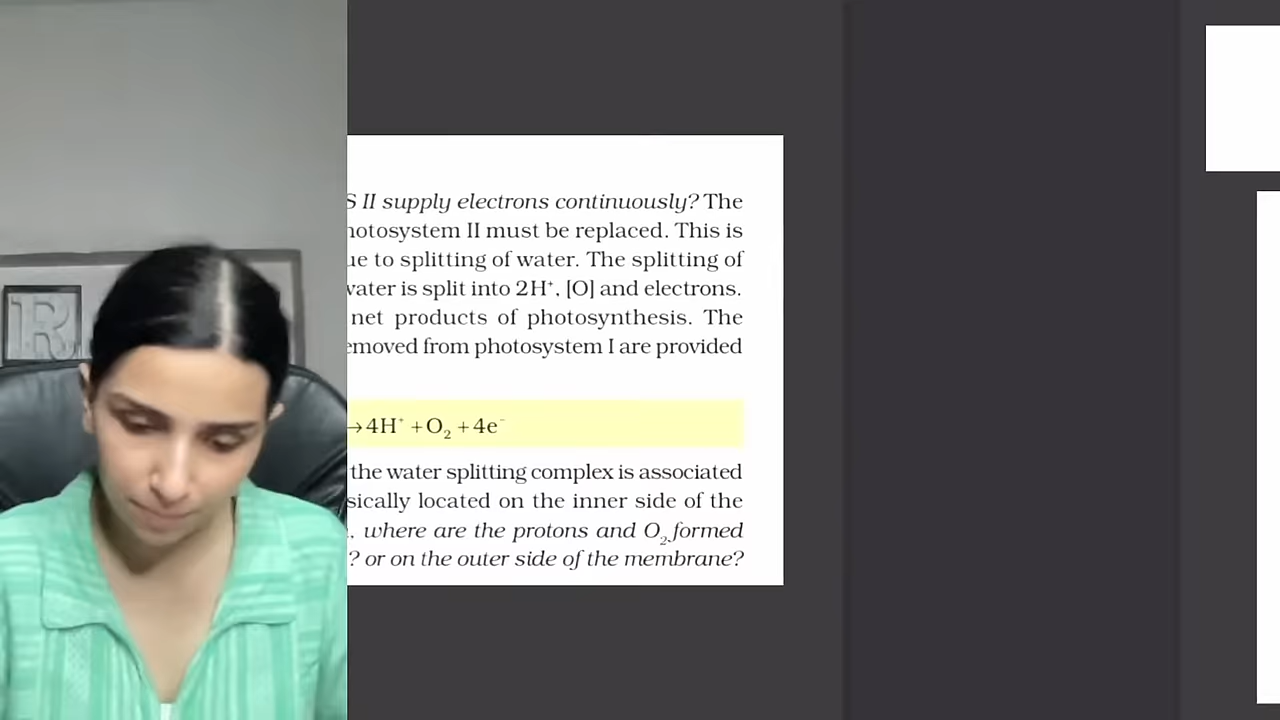 R
S II supply electrons continuously? The
hotosystem II must be replaced. This is
ue to splitting of water. The splitting of
water is split into 2H⁺, [O] and electrons.
net products of photosynthesis. The
emoved from photosystem I are provided
→4H⁺ +O₂ +4e⁻
the water splitting complex is associated
sically located on the inner side of the
, where are the protons and O₂ formed
? or on the outer side of the membrane?